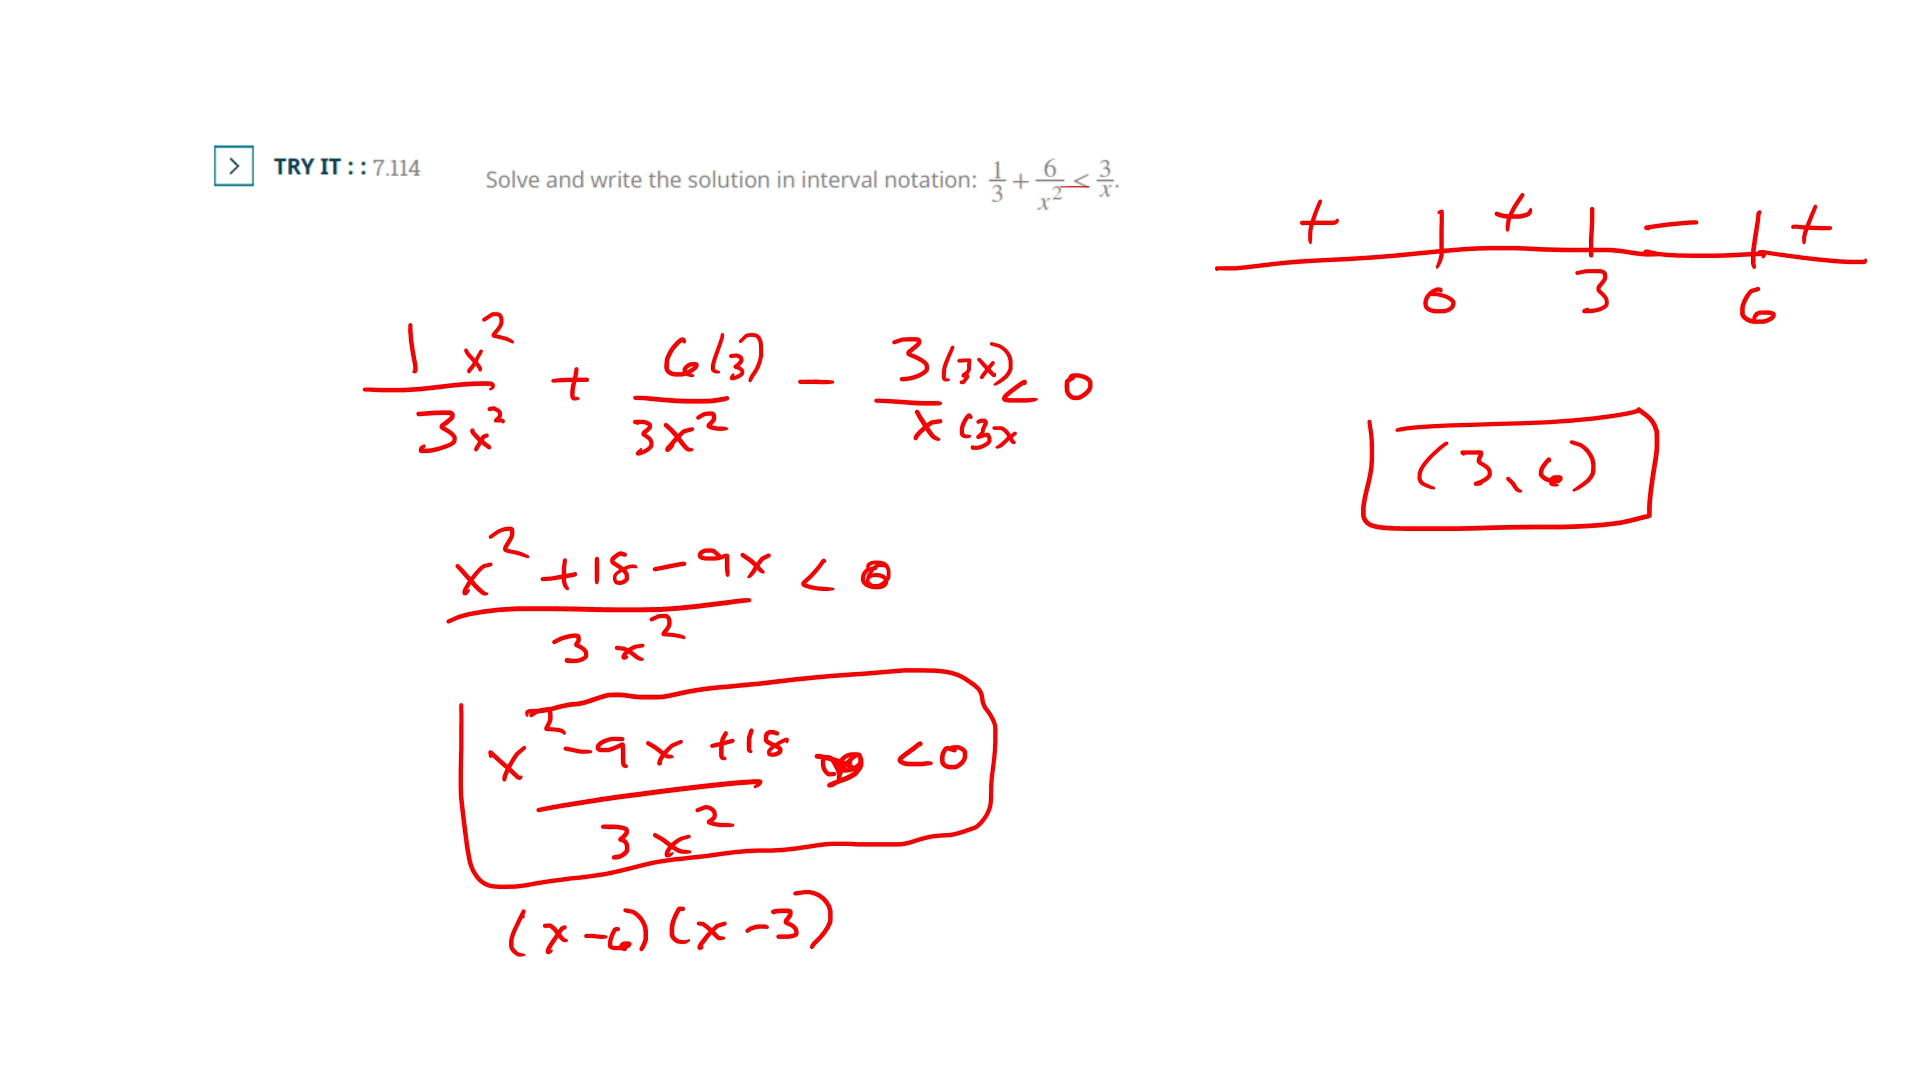 > TRY IT : : 7.114 Solve and write the solution in interval notation: 1/3 + 6/x² < 3/x.
+ + − +
0 3 6
1 x²/3x² + 6(3)/3x² − 3(3x)/x(3x < 0
(3, 6)
x² + 18 − 9x/3x² < 0
x² − 9x + 18/3x² < 0
(x − 6)(x − 3)